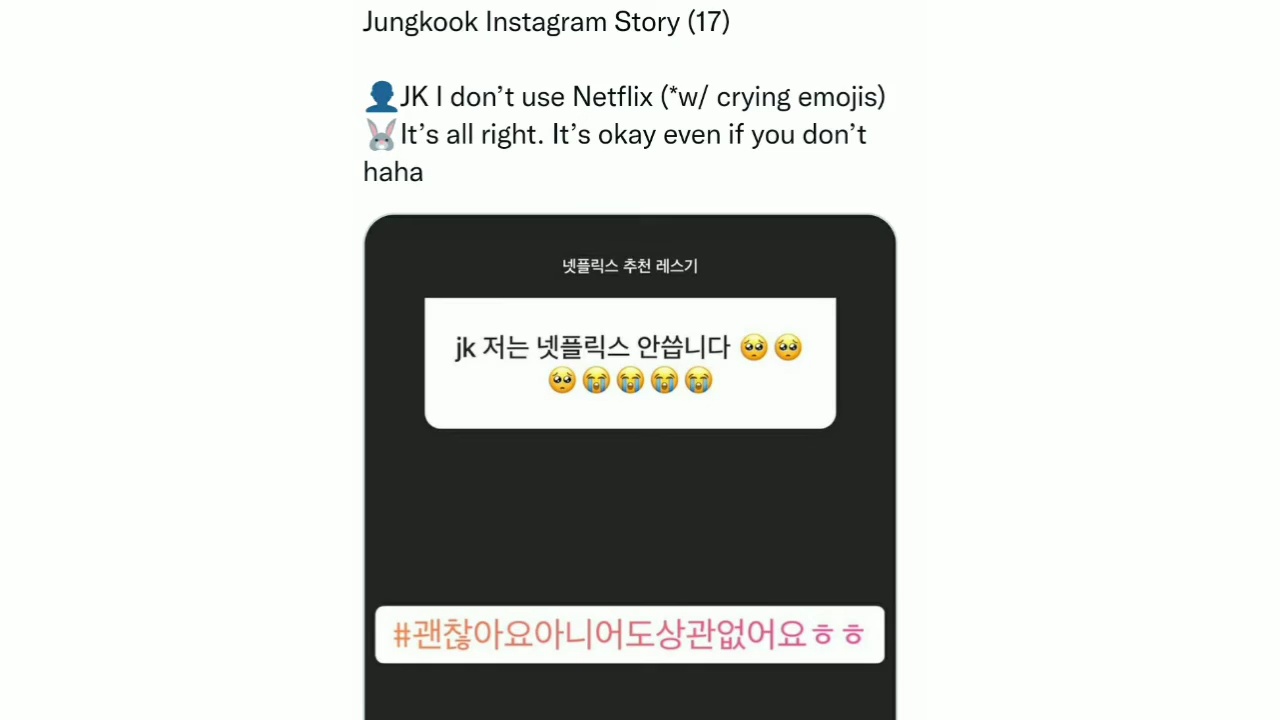 Jungkook Instagram Story (17)
👤JK I don’t use Netflix (*w/ crying emojis)
🐰It’s all right. It’s okay even if you don’t
haha
넷플릭스 추천 레스기
jk 저는 넷플릭스 안씁니다 🥺🥺
🥺😭😭😭😭
#괜찮아요아니어도상관없어요ㅎㅎ